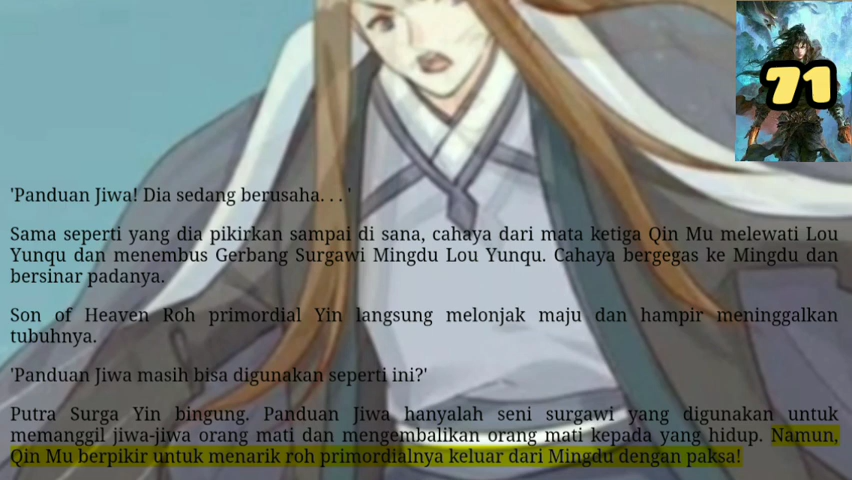 71
'Panduan Jiwa! Dia sedang berusaha. . . '
Sama seperti yang dia pikirkan sampai di sana, cahaya dari mata ketiga Qin Mu melewati Lou
Yunqu dan menembus Gerbang Surgawi Mingdu Lou Yunqu. Cahaya bergegas ke Mingdu dan
bersinar padanya.
Son of Heaven Roh primordial Yin langsung melonjak maju dan hampir meninggalkan
tubuhnya.
'Panduan Jiwa masih bisa digunakan seperti ini?'
Putra Surga Yin bingung. Panduan Jiwa hanyalah seni surgawi yang digunakan untuk
memanggil jiwa-jiwa orang mati dan mengembalikan orang mati kepada yang hidup. Namun,
Qin Mu berpikir untuk menarik roh primordialnya keluar dari Mingdu dengan paksa!